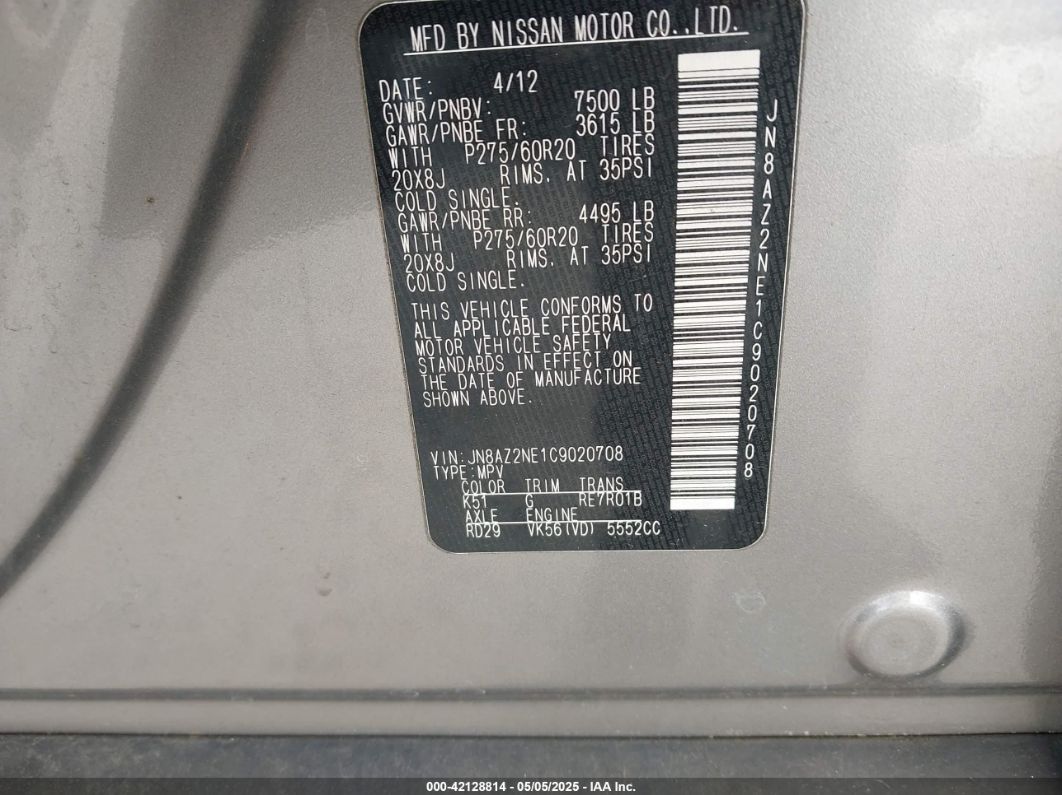 MFD BY NISSAN MOTOR CO.,LTD.
DATE: 4/12
GVWR/PNBV: 7500 LB
GAWR/PNBE FR: 3615 LB
WITH P275/60R20 TIRES
20X8J RIMS. AT 35PSI
COLD SINGLE.
GAWR/PNBE RR: 4495 LB
WITH P275/60R20 TIRES
20X8J RIMS. AT 35PSI
COLD SINGLE.
THIS VEHICLE CONFORMS TO
ALL APPLICABLE FEDERAL
MOTOR VEHICLE SAFETY
STANDARDS IN EFFECT ON
THE DATE OF MANUFACTURE
SHOWN ABOVE.
VIN:JN8AZ2NE1C9020708
TYPE:MPV
COLOR TRIM TRANS
K51 G RE7R01B
AXLE ENGINE
RD29 VK56(VD) 5552CC
JN8AZ2NE1C9020708
000-42128814 - 05/05/2025 - IAA Inc.